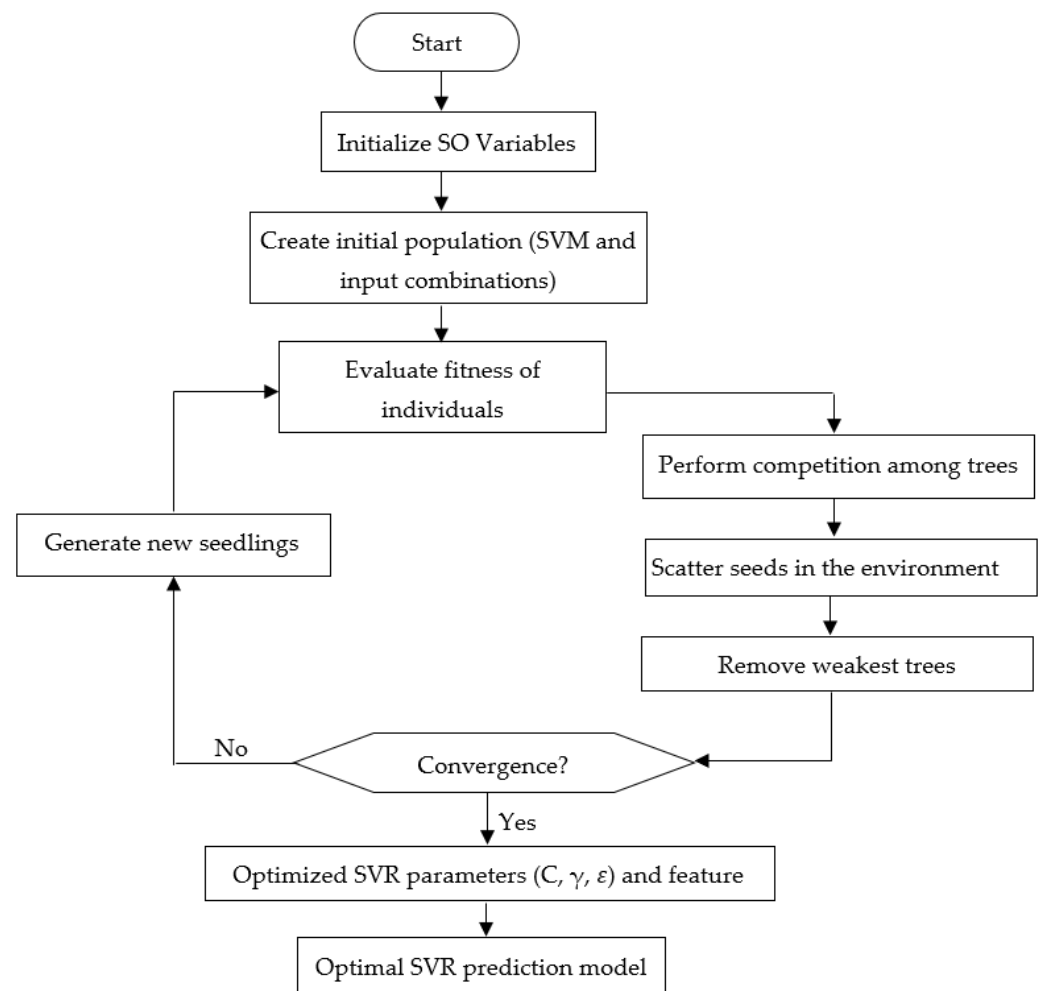 Start
Initialize SO Variables
Create initial population (SVM and
input combinations)
Evaluate fitness of
individuals
Perform competition among trees
Generate new seedlings
Scatter seeds in the environment
Remove weakest trees
No
Convergence?
Yes
Optimized SVR parameters (C, γ, ε) and feature
Optimal SVR prediction model